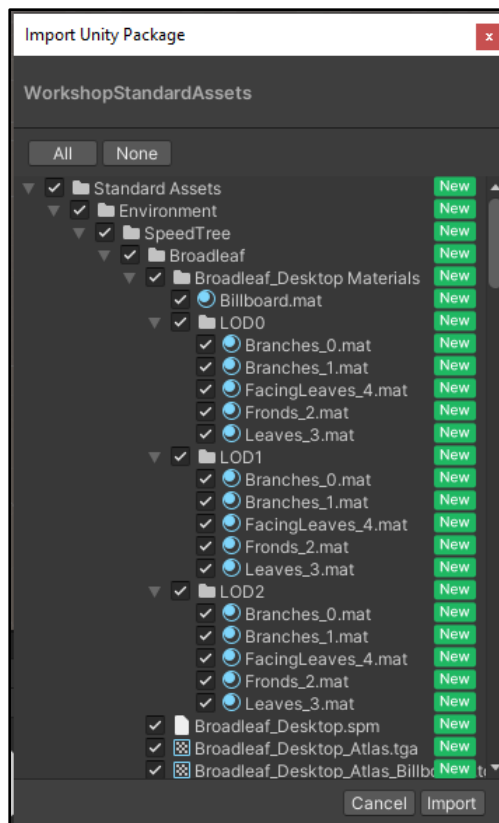 Import Unity Package
x
WorkshopStandardAssets
All None
Standard Assets New
Environment New
SpeedTree New
Broadleaf New
Broadleaf_Desktop Materials New
Billboard.mat New
LOD0 New
Branches_0.mat New
Branches_1.mat New
FacingLeaves_4.mat New
Fronds_2.mat New
Leaves_3.mat New
LOD1 New
Branches_0.mat New
Branches_1.mat New
FacingLeaves_4.mat New
Fronds_2.mat New
Leaves_3.mat New
LOD2 New
Branches_0.mat New
Branches_1.mat New
FacingLeaves_4.mat New
Fronds_2.mat New
Leaves_3.mat New
Broadleaf_Desktop.spm New
Broadleaf_Desktop_Atlas.tga New
Broadleaf_Desktop_Atlas_Billbo New
Cancel Import